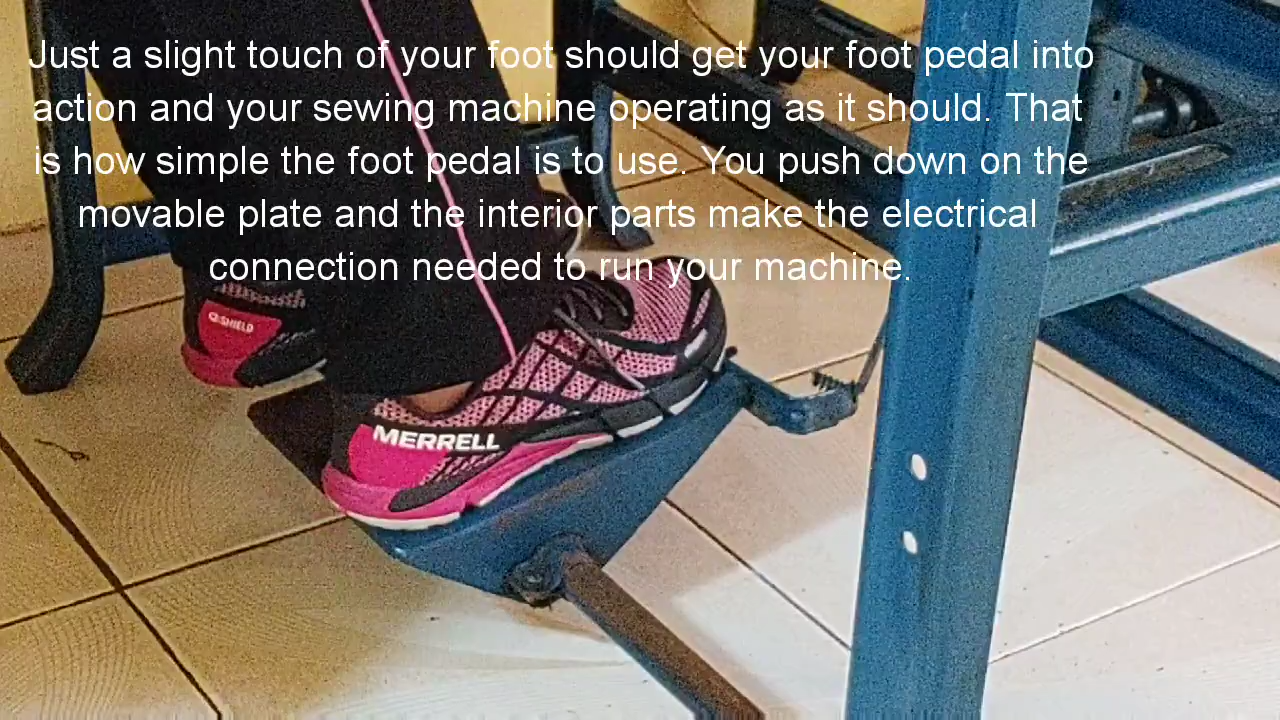 Just a slight touch of your foot should get your foot pedal into
action and your sewing machine operating as it should. That
is how simple the foot pedal is to use. You push down on the
movable plate and the interior parts make the electrical
connection needed to run your machine.
Q-SHIELD
MERRELL